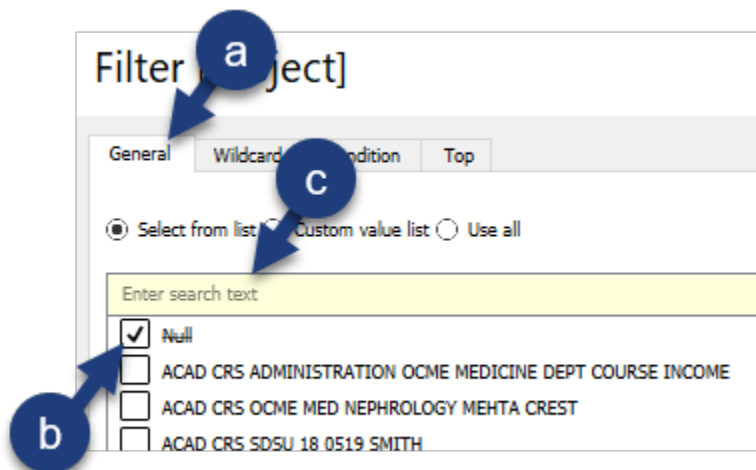 a
Filter ject]
General Wildcard ndition Top
c
Select from list Custom value list Use all
Enter search text
Null
ACAD CRS ADMINISTRATION OCME MEDICINE DEPT COURSE INCOME
ACAD CRS OCME MED NEPHROLOGY MEHTA CREST
b
ACAD CRS SDSU 18 0519 SMITH